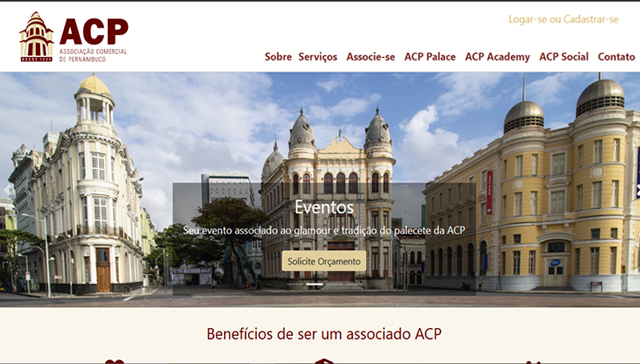 ACP
ASSOCIAÇÃO COMERCIAL
DE PERNAMBUCO
Logar-se ou Cadastrar-se
Sobre Serviços Associe-se ACP Palace ACP Academy ACP Social Contato
Eventos
Seu evento associado ao glamour e tradição do palecete da ACP
Solicite Orçamento
Benefícios de ser um associado ACP